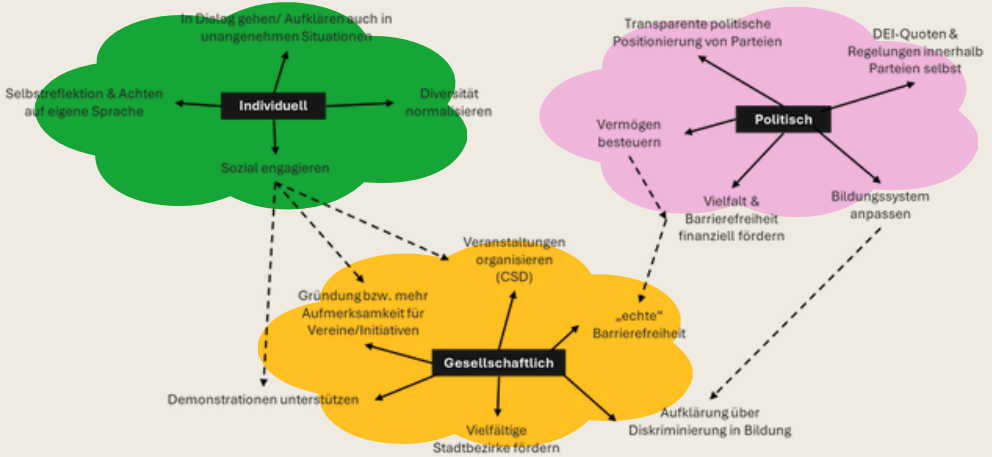 In Dialog gehen/ Aufklären auch in
unangenehmen Situationen
Selbstreflektion & Achten
auf eigene Sprache
Individuell
Diversität
normalisieren
Sozial engagieren
Transparente politische
Positionierung von Parteien
DEI-Quoten &
Regelungen innerhalb
Parteien selbst
Vermögen
besteuern
Politisch
Vielfalt &
Barrierefreiheit
finanziell fördern
Bildungssystem
anpassen
Veranstaltungen
organisieren
(CSD)
Gründung bzw. mehr
Aufmerksamkeit für
Vereine/Initiativen
„echte“
Barrierefreiheit
Gesellschaftlich
Demonstrationen unterstützen
Vielfältige
Stadtbezirke fördern
Aufklärung über
Diskriminierung in Bildung